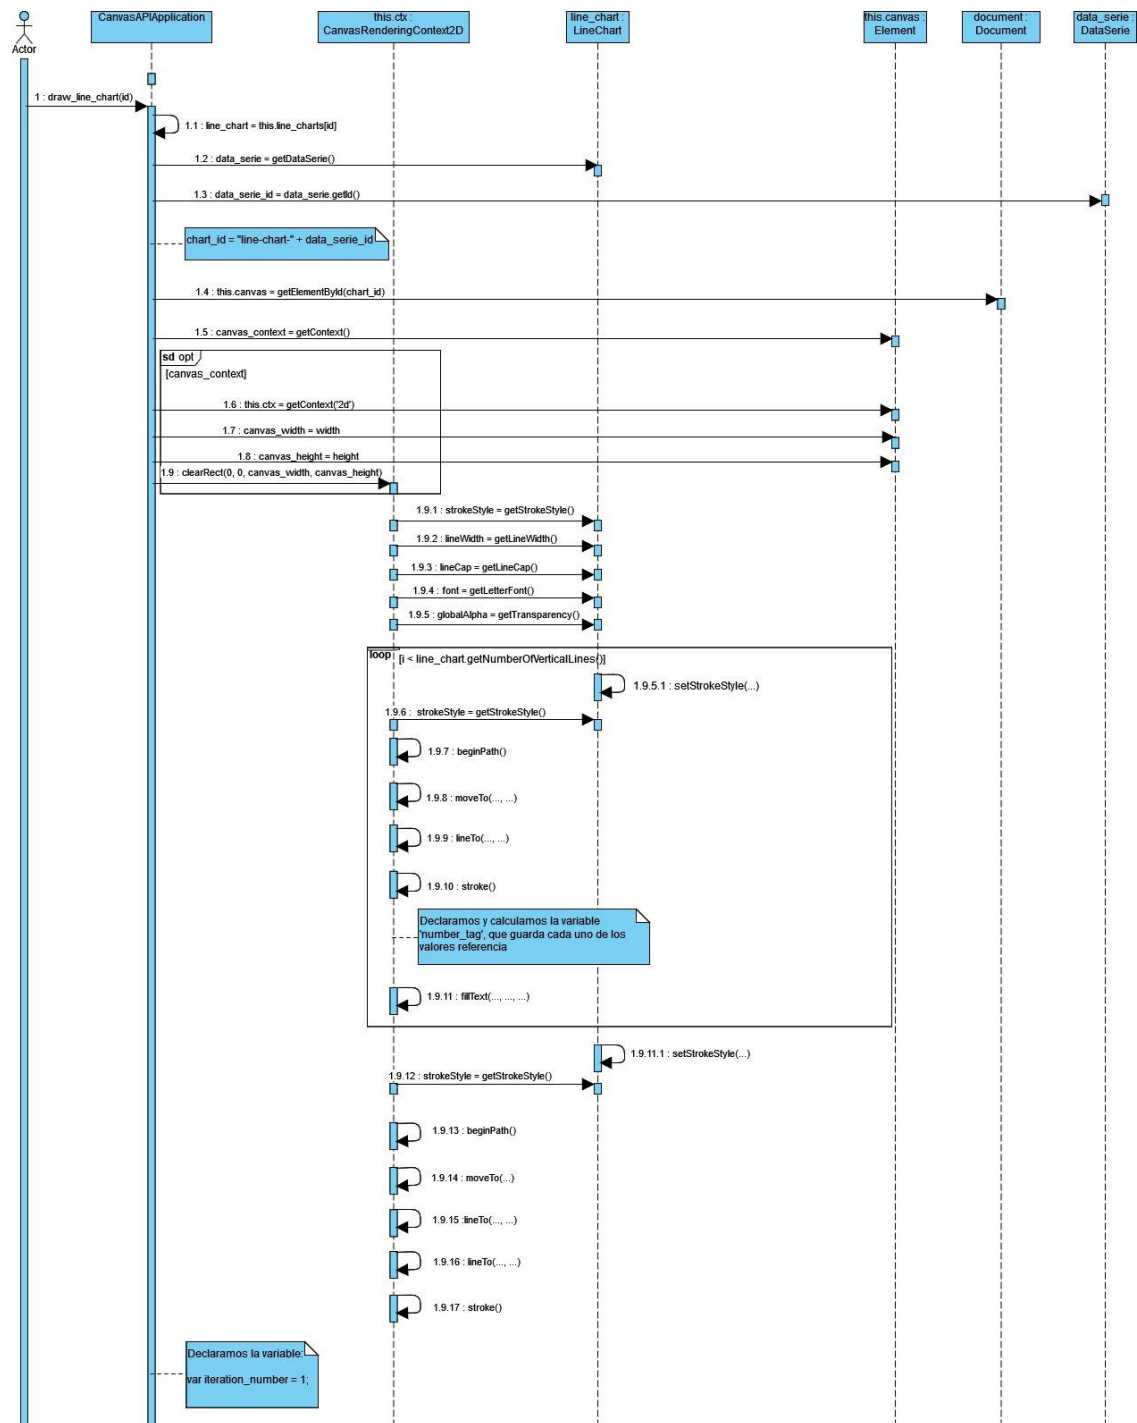 CanvasAPIApplication
this.ctx :
CanvasRenderingContext2D
line_chart :
LineChart
this.canvas :
Element
document :
Document
data_serie :
DataSerie
Actor
1 : draw_line_chart(id)
1.1 : line_chart = this.line_charts[id]
1.2 : data_serie = getDataSerie()
1.3 : data_serie_id = data_serie.getId()
chart_id = "line-chart-" + data_serie_id
1.4 : this.canvas = getElementById(chart_id)
1.5 : canvas_context = getContext()
sd opt
[canvas_context]
1.6 : this.ctx = getContext('2d')
1.7 : canvas_width = width
1.8 : canvas_height = height
1.9 : clearRect(0, 0, canvas_width, canvas_height)
1.9.1 : strokeStyle = getStrokeStyle()
1.9.2 : lineWidth = getLineWidth()
1.9.3 : lineCap = getLineCap()
1.9.4 : font = getLetterFont()
1.9.5 : globalAlpha = getTransparency()
loop
[i < line_chart.getNumberOfVerticalLines()]
1.9.5.1 : setStrokeStyle(...)
1.9.6 : strokeStyle = getStrokeStyle()
1.9.7 : beginPath()
1.9.8 : moveTo(..., ...)
1.9.9 : lineTo(..., ...)
1.9.10 : stroke()
Declaramos y calculamos la variable
'number_tag', que guarda cada uno de los
valores referencia
1.9.11 : fillText(..., ..., ...)
1.9.11.1 : setStrokeStyle(...)
1.9.12 : strokeStyle = getStrokeStyle()
1.9.13 : beginPath()
1.9.14 : moveTo(...)
1.9.15 :lineTo(..., ...)
1.9.16 : lineTo(..., ...)
1.9.17 : stroke()
Declaramos la variable:
var iteration_number = 1;